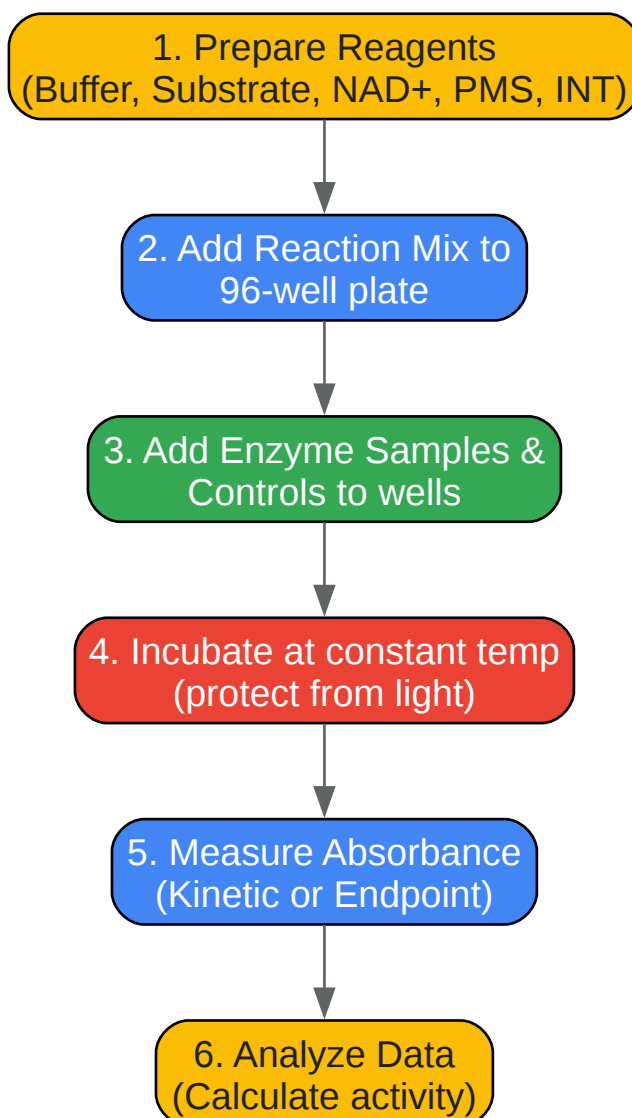 1. Prepare Reagents
(Buffer, Substrate, NAD+, PMS, INT)
2. Add Reaction Mix to
96-well plate
3. Add Enzyme Samples &
Controls to wells
4. Incubate at constant temp
(protect from light)
5. Measure Absorbance
(Kinetic or Endpoint)
6. Analyze Data
(Calculate activity)